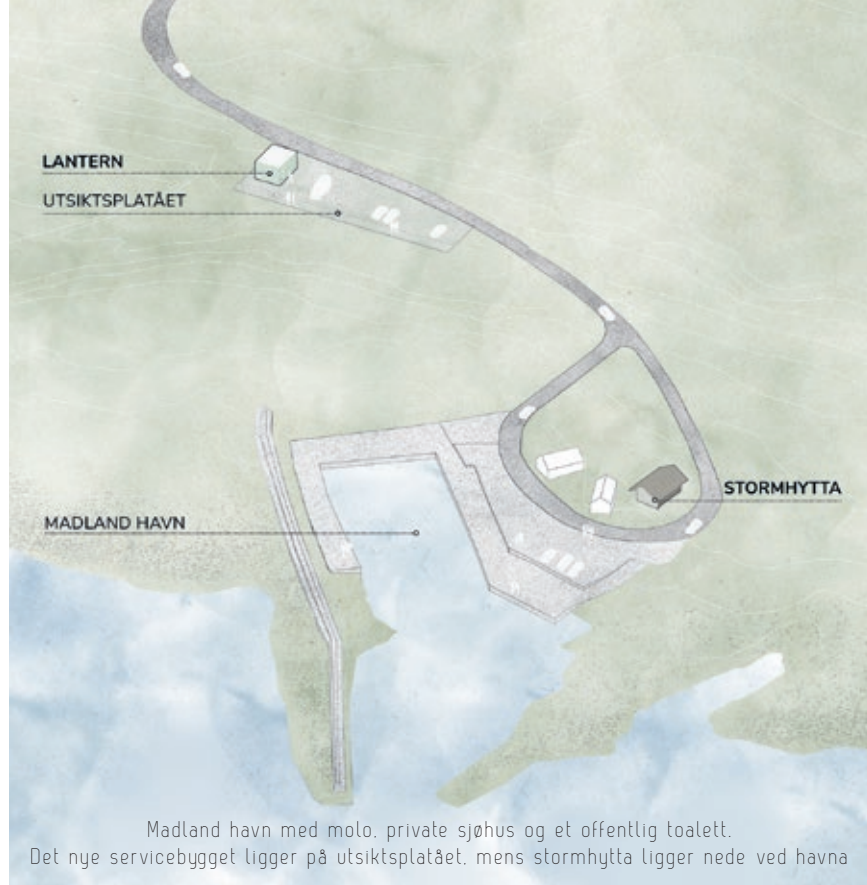 LANTERN
UTSIKTSPLATÅET
STORMHYTTA
MADLAND HAVN
Madland havn med molo, private sjøhus og et offentlig toalett.
Det nye servicebygget ligger på utsiktsplatået, mens stormhytta ligger nede ved havna